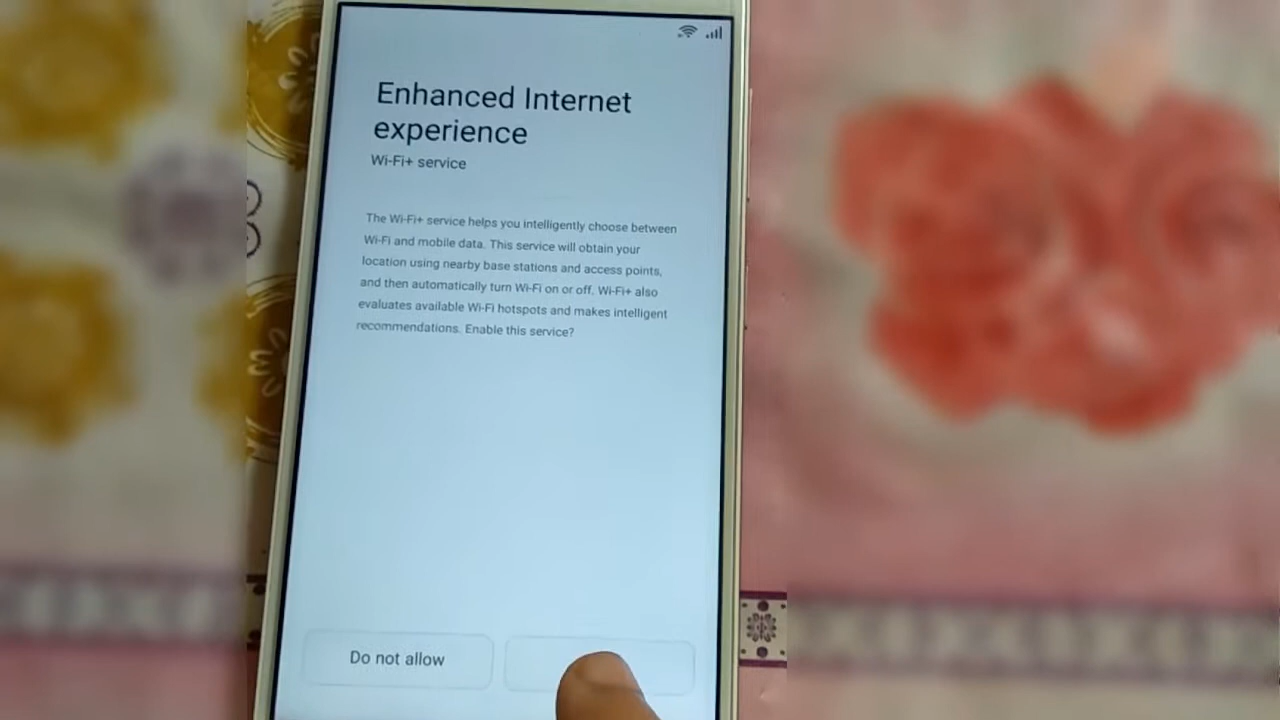 Enhanced Internet
experience
Wi-Fi+ service
The Wi-Fi+ service helps you intelligently choose between
Wi-Fi and mobile data. This service will obtain your
location using nearby base stations and access points,
and then automatically turn Wi-Fi on or off. Wi-Fi+ also
evaluates available Wi-Fi hotspots and makes intelligent
recommendations. Enable this service?
Do not allow